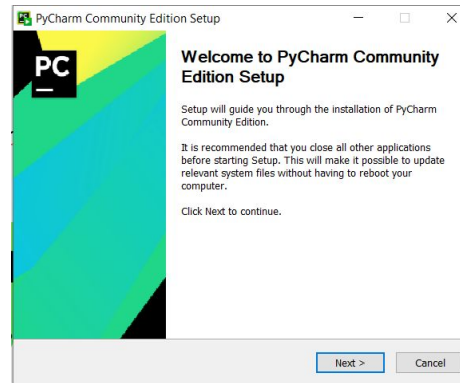 PyCharm Community Edition Setup
PC
Welcome to PyCharm Community
Edition Setup
Setup will guide you through the installation of PyCharm
Community Edition.
It is recommended that you close all other applications
before starting Setup. This will make it possible to update
relevant system files without having to reboot your
computer.
Click Next to continue.
Next >
Cancel